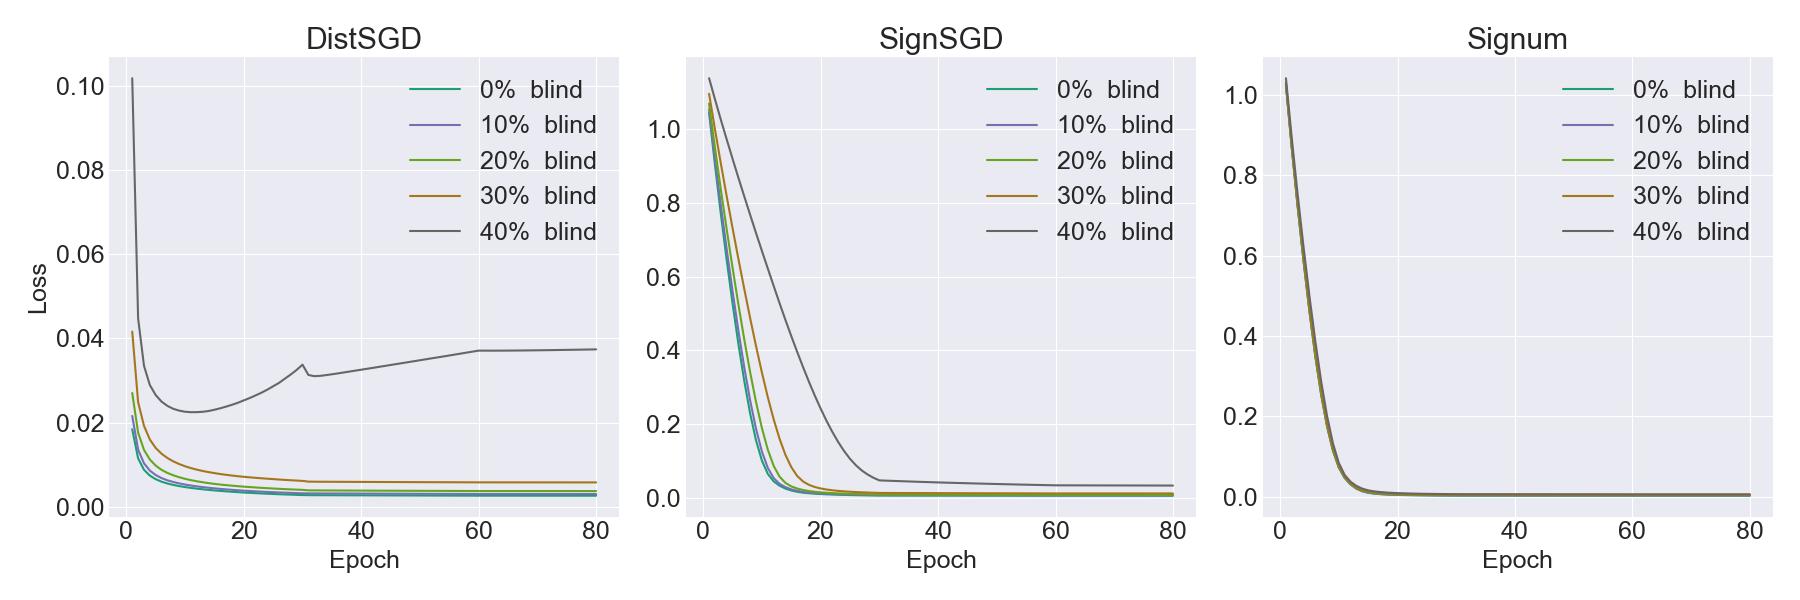 DistSGD
0.10
0.08
0.06
0.04
0.02
0.00
Loss
0 20 40 60 80
Epoch
0% blind
10% blind
20% blind
30% blind
40% blind
SignSGD
1.0
0.8
0.6
0.4
0.2
0.0
0 20 40 60 80
Epoch
0% blind
10% blind
20% blind
30% blind
40% blind
Signum
1.0
0.8
0.6
0.4
0.2
0.0
0 20 40 60 80
Epoch
0% blind
10% blind
20% blind
30% blind
40% blind